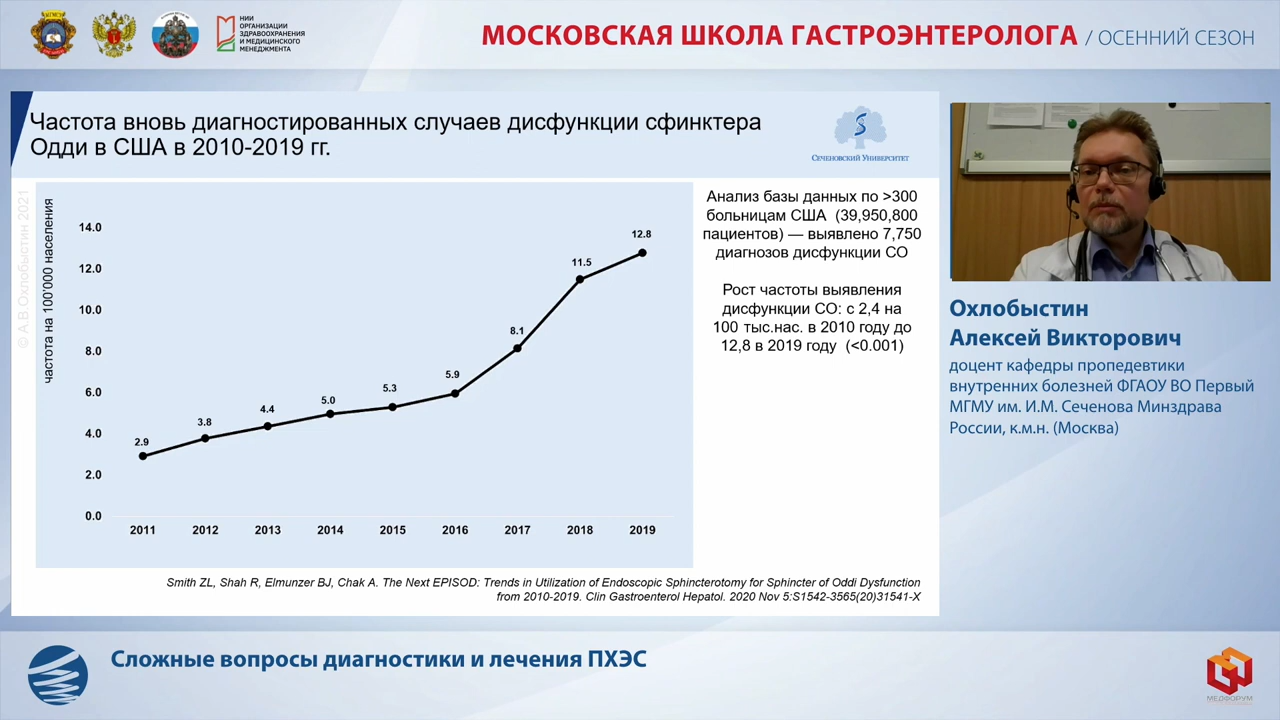 НИИ
ОРГАНИЗАЦИИ
ЗДРАВООХРАНЕНИЯ
И МЕДИЦИНСКОГО
МЕНЕДЖМЕНТА
МОСКОВСКАЯ ШКОЛА ГАСТРОЭНТЕРОЛОГА / ОСЕННИЙ СЕЗОН
Частота вновь диагностированных случаев дисфункции сфинктера
Одди в США в 2010-2019 гг.
СЕЧЕНОВСКИЙ УНИВЕРСИТЕТ
© А.В.Охлобыстин 2021
частота на 100'000 населения
14.0
12.0
10.0
8.0
6.0
4.0
2.0
0.0
2.9
3.8
4.4
5.0
5.3
5.9
8.1
11.5
12.8
2011 2012 2013 2014 2015 2016 2017 2018 2019
Анализ базы данных по >300
больницам США (39,950,800
пациентов) — выявлено 7,750
диагнозов дисфункции СО
Рост частоты выявления
дисфункции СО: с 2,4 на
100 тыс.нас. в 2010 году до
12,8 в 2019 году (<0.001)
Smith ZL, Shah R, Elmunzer BJ, Chak A. The Next EPISOD: Trends in Utilization of Endoscopic Sphincterotomy for Sphincter of Oddi Dysfunction
from 2010-2019. Clin Gastroenterol Hepatol. 2020 Nov 5:S1542-3565(20)31541-X
Охлобыстин
Алексей Викторович
доцент кафедры пропедевтики
внутренних болезней ФГАОУ ВО Первый
МГМУ им. И.М. Сеченова Минздрава
России, к.м.н. (Москва)
Сложные вопросы диагностики и лечения ПХЭС
МЕДФОРУМ